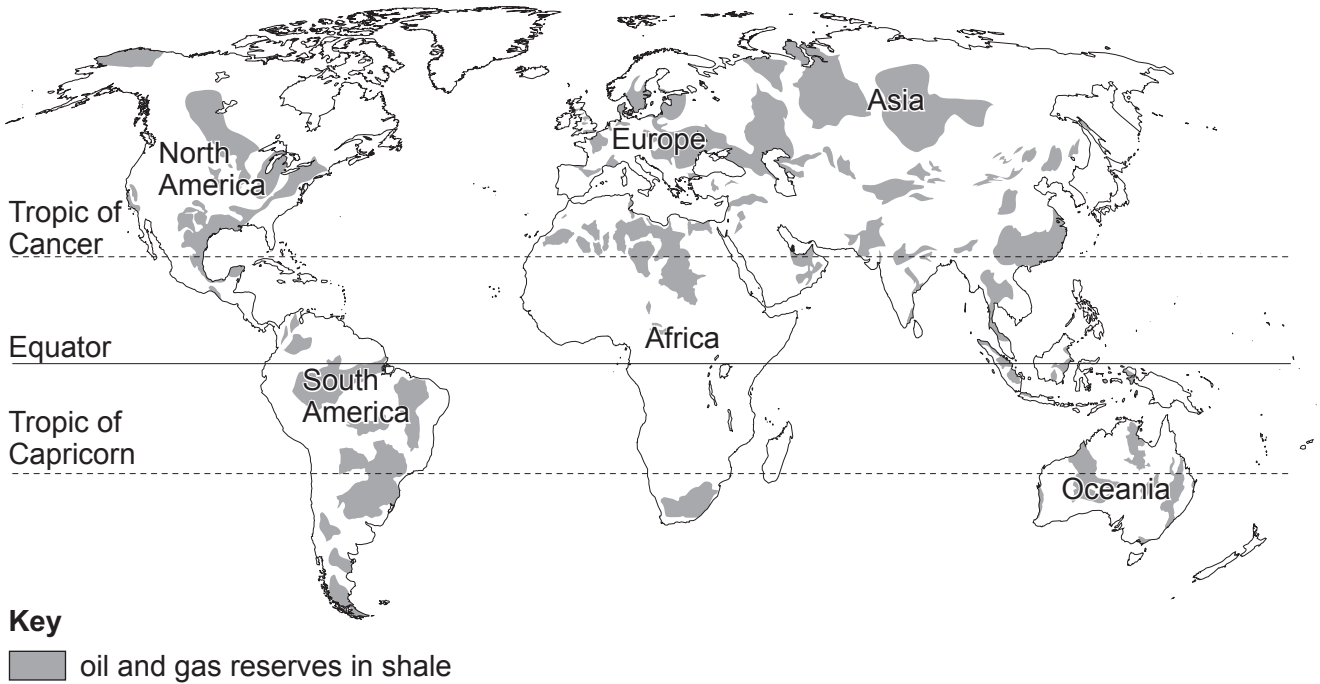 Asia
Europe
North
America
Tropic of
Cancer
Africa
Equator
South
America
Tropic of
Capricorn
Oceania
Key
oil and gas reserves in shale